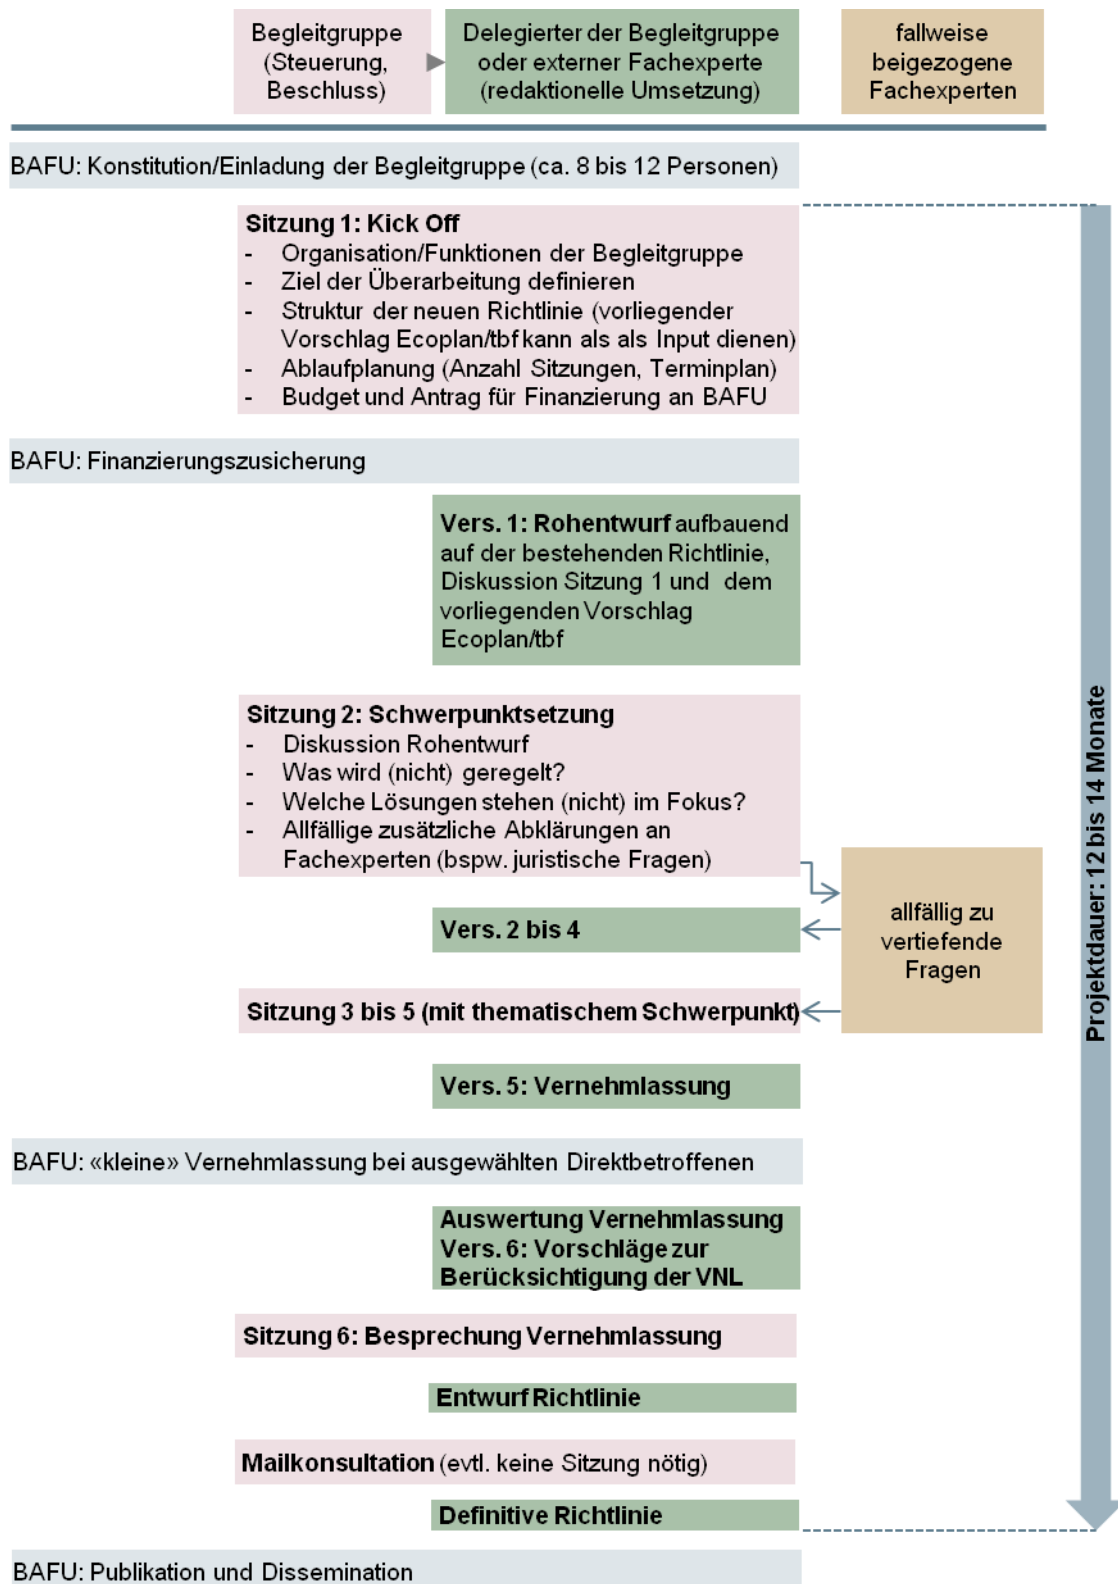 Begleitgruppe
(Steuerung,
Beschluss)
Delegierter der Begleitgruppe
oder externer Fachexperte
(redaktionelle Umsetzung)
fallweise
beigezogene
Fachexperten
BAFU: Konstitution/Einladung der Begleitgruppe (ca. 8 bis 12 Personen)
Sitzung 1: Kick Off
- Organisation/Funktionen der Begleitgruppe
- Ziel der Überarbeitung definieren
- Struktur der neuen Richtlinie (vorliegender
Vorschlag Ecoplan/tbf kann als als Input dienen)
- Ablaufplanung (Anzahl Sitzungen, Terminplan)
- Budget und Antrag für Finanzierung an BAFU
BAFU: Finanzierungszusicherung
Vers. 1: Rohentwurf aufbauend
auf der bestehenden Richtlinie,
Diskussion Sitzung 1 und dem
vorliegenden Vorschlag
Ecoplan/tbf
Sitzung 2: Schwerpunktsetzung
- Diskussion Rohentwurf
- Was wird (nicht) geregelt?
- Welche Lösungen stehen (nicht) im Fokus?
- Allfällige zusätzliche Abklärungen an
Fachexperten (bspw. juristische Fragen)
allfällig zu
vertiefende
Fragen
Vers. 2 bis 4
Sitzung 3 bis 5 (mit thematischem Schwerpunkt)
Vers. 5: Vernehmlassung
BAFU: «kleine» Vernehmlassung bei ausgewählten Direktbetroffenen
Auswertung Vernehmlassung
Vers. 6: Vorschläge zur
Berücksichtigung der VNL
Sitzung 6: Besprechung Vernehmlassung
Entwurf Richtlinie
Mailkonsultation (evtl. keine Sitzung nötig)
Definitive Richtlinie
BAFU: Publikation und Dissemination
Projektdauer: 12 bis 14 Monate